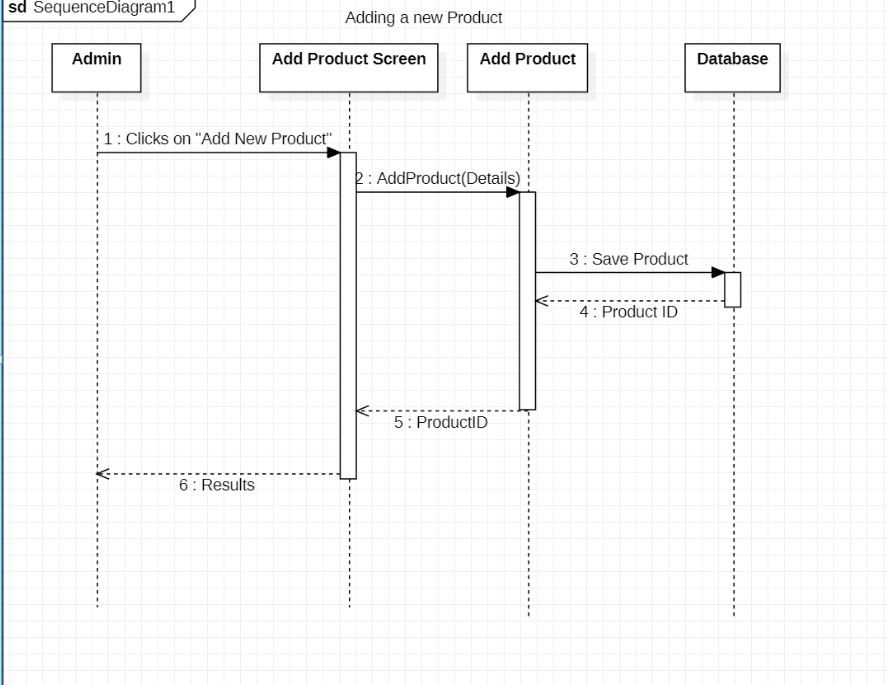 sd SequenceDiagram1
Adding a new Product
Admin
Add Product Screen
Add Product
Database
1 : Clicks on "Add New Product"
2 : AddProduct(Details)
3 : Save Product
4 : Product ID
5 : ProductID
6 : Results